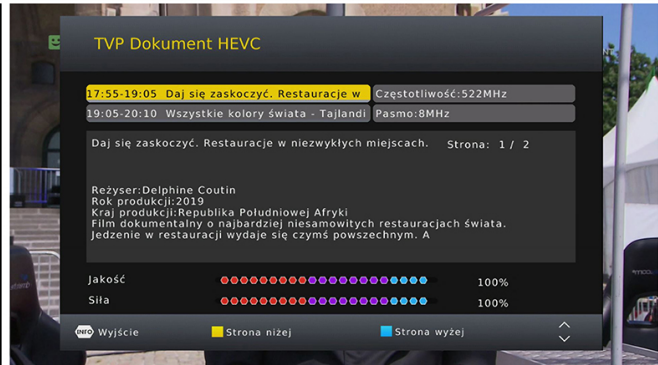 TVP Dokument HEVC
17:55-19:05 Daj się zaskoczyć. Restauracje w
Częstotliwość:522MHz
19:05-20:10 Wszystkie kolory świata - Tajlandi
Pasmo:8MHz
Daj się zaskoczyć. Restauracje w niezwykłych miejscach.
Strona: 1 / 2
Reżyser:Delphine Coutin
Rok produkcji:2019
Kraj produkcji:Republika Południowej Afryki
Film dokumentalny o najbardziej niesamowitych restauracjach świata.
Jedzenie w restauracji wydaje się czymś powszechnym. A
Jakość 100%
Siła 100%
INFO Wyjście
Strona niżej
Strona wyżej